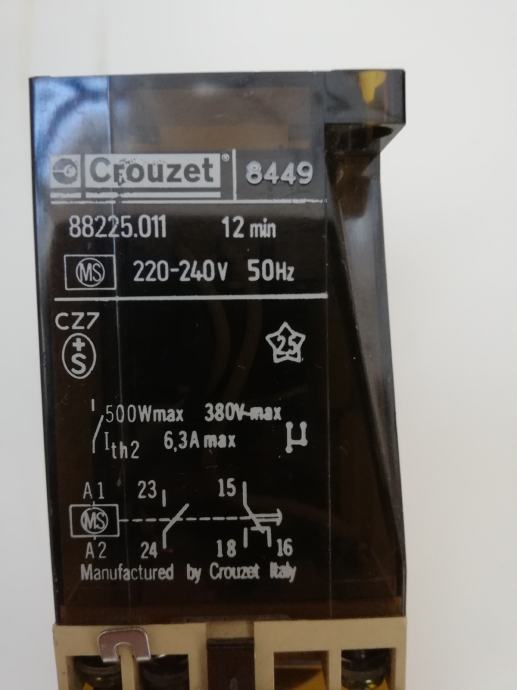 Crouzet® 8449
88225.011 12 min
MS 220-240V 50Hz
CZ7
+
S
25
500Wmax 380V max
Ith2 6,3A max
µ
A1 23 15
MS
A2 24 18 16
Manufactured by Crouzet Italy